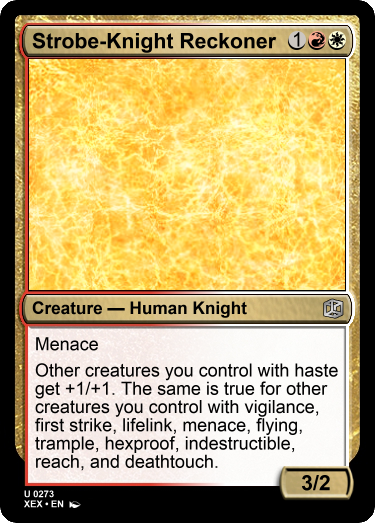 Strobe-Knight Reckoner 1
Creature — Human Knight
Menace
Other creatures you control with haste
get +1/+1. The same is true for other
creatures you control with vigilance,
first strike, lifelink, menace, flying,
trample, hexproof, indestructible,
reach, and deathtouch.
3/2
U 0273
XEX • EN